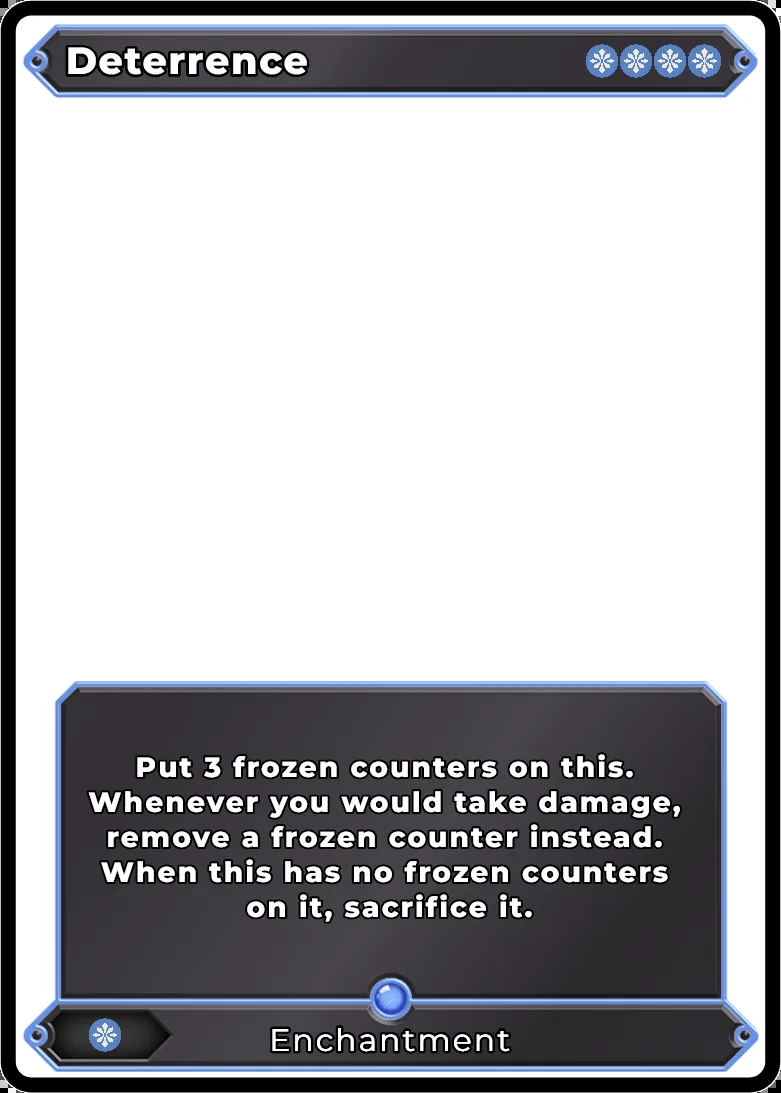 Deterrence
Put 3 frozen counters on this.
Whenever you would take damage,
remove a frozen counter instead.
When this has no frozen counters
on it, sacrifice it.
Enchantment